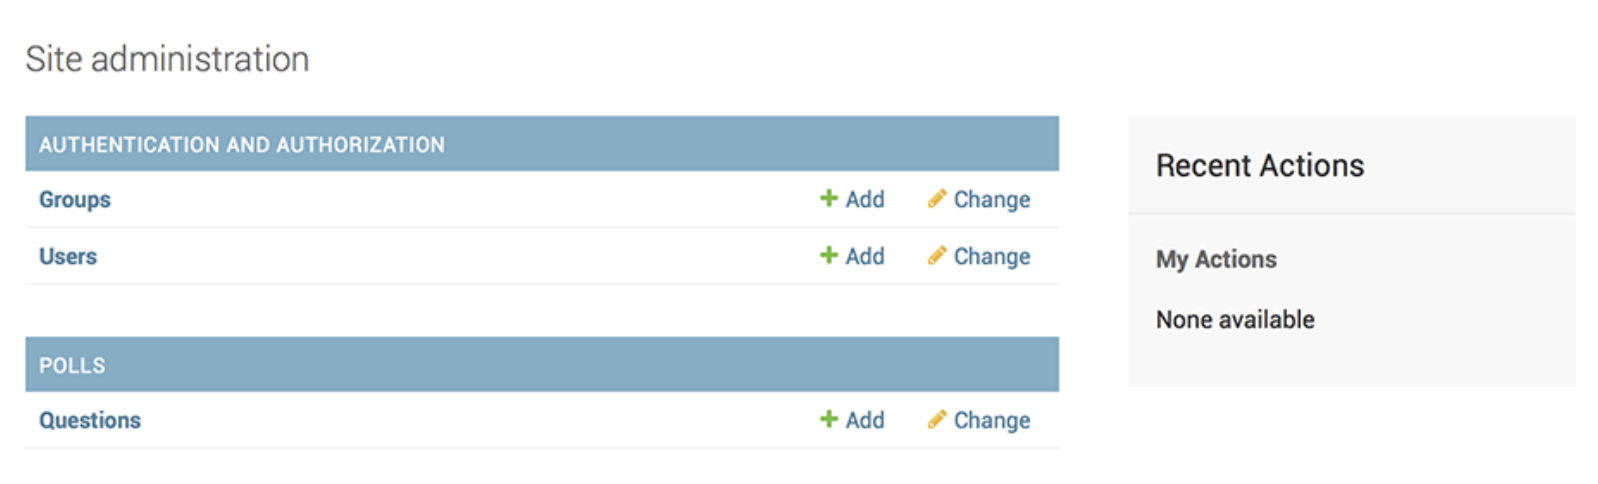 Site administration
AUTHENTICATION AND AUTHORIZATION
Groups Add Change
Users Add Change
POLLS
Questions Add Change
Recent Actions
My Actions
None available